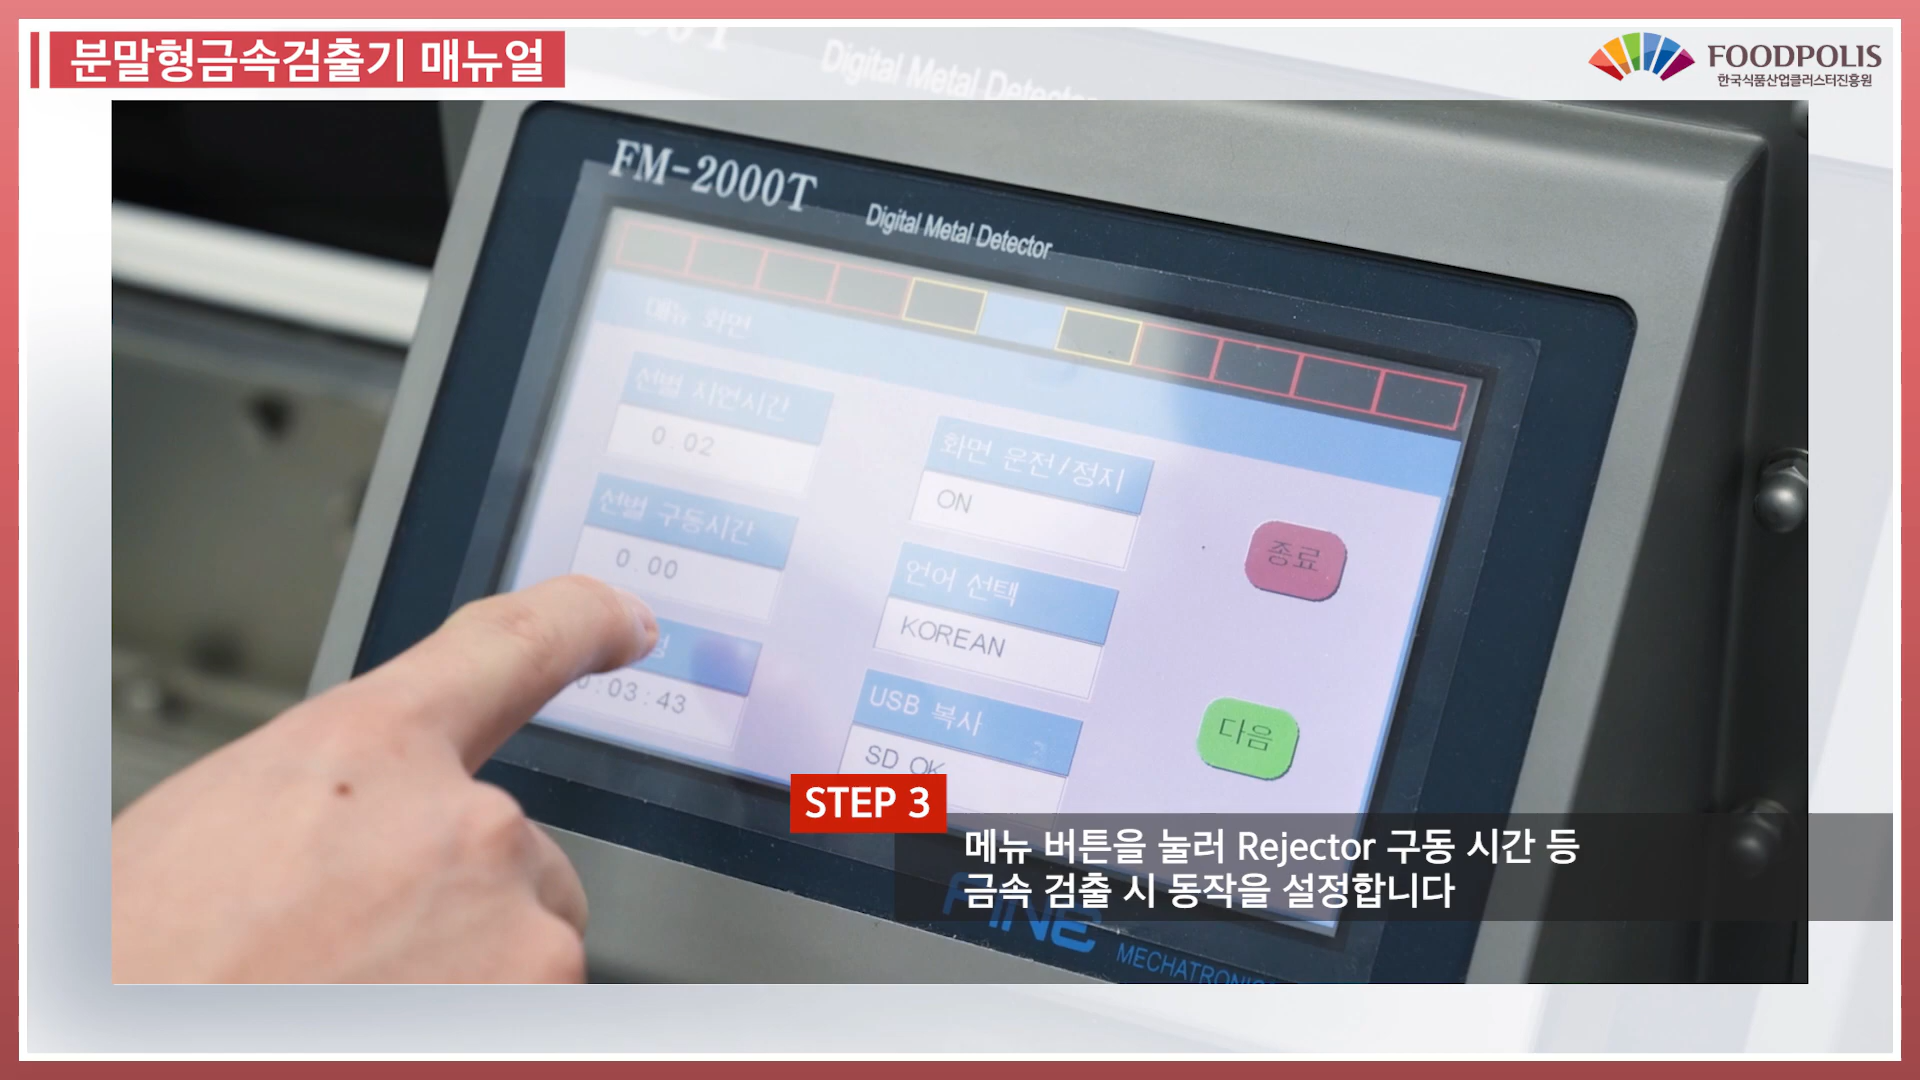 분말형금속검출기 매뉴얼
FOODPOLIS
한국식품산업클러스터진흥원
Digital Metal Detector
FM-2000T
Digital Metal Detector
메뉴 화면
선별 지연시간
0.02
선별 구동시간
0.00
0:03:43
화면 운전/정지
ON
언어 선택
KOREAN
USB 복사
SD OK
종료
다음
STEP 3
메뉴 버튼을 눌러 Rejector 구동 시간 등
금속 검출 시 동작을 설정합니다
FINE